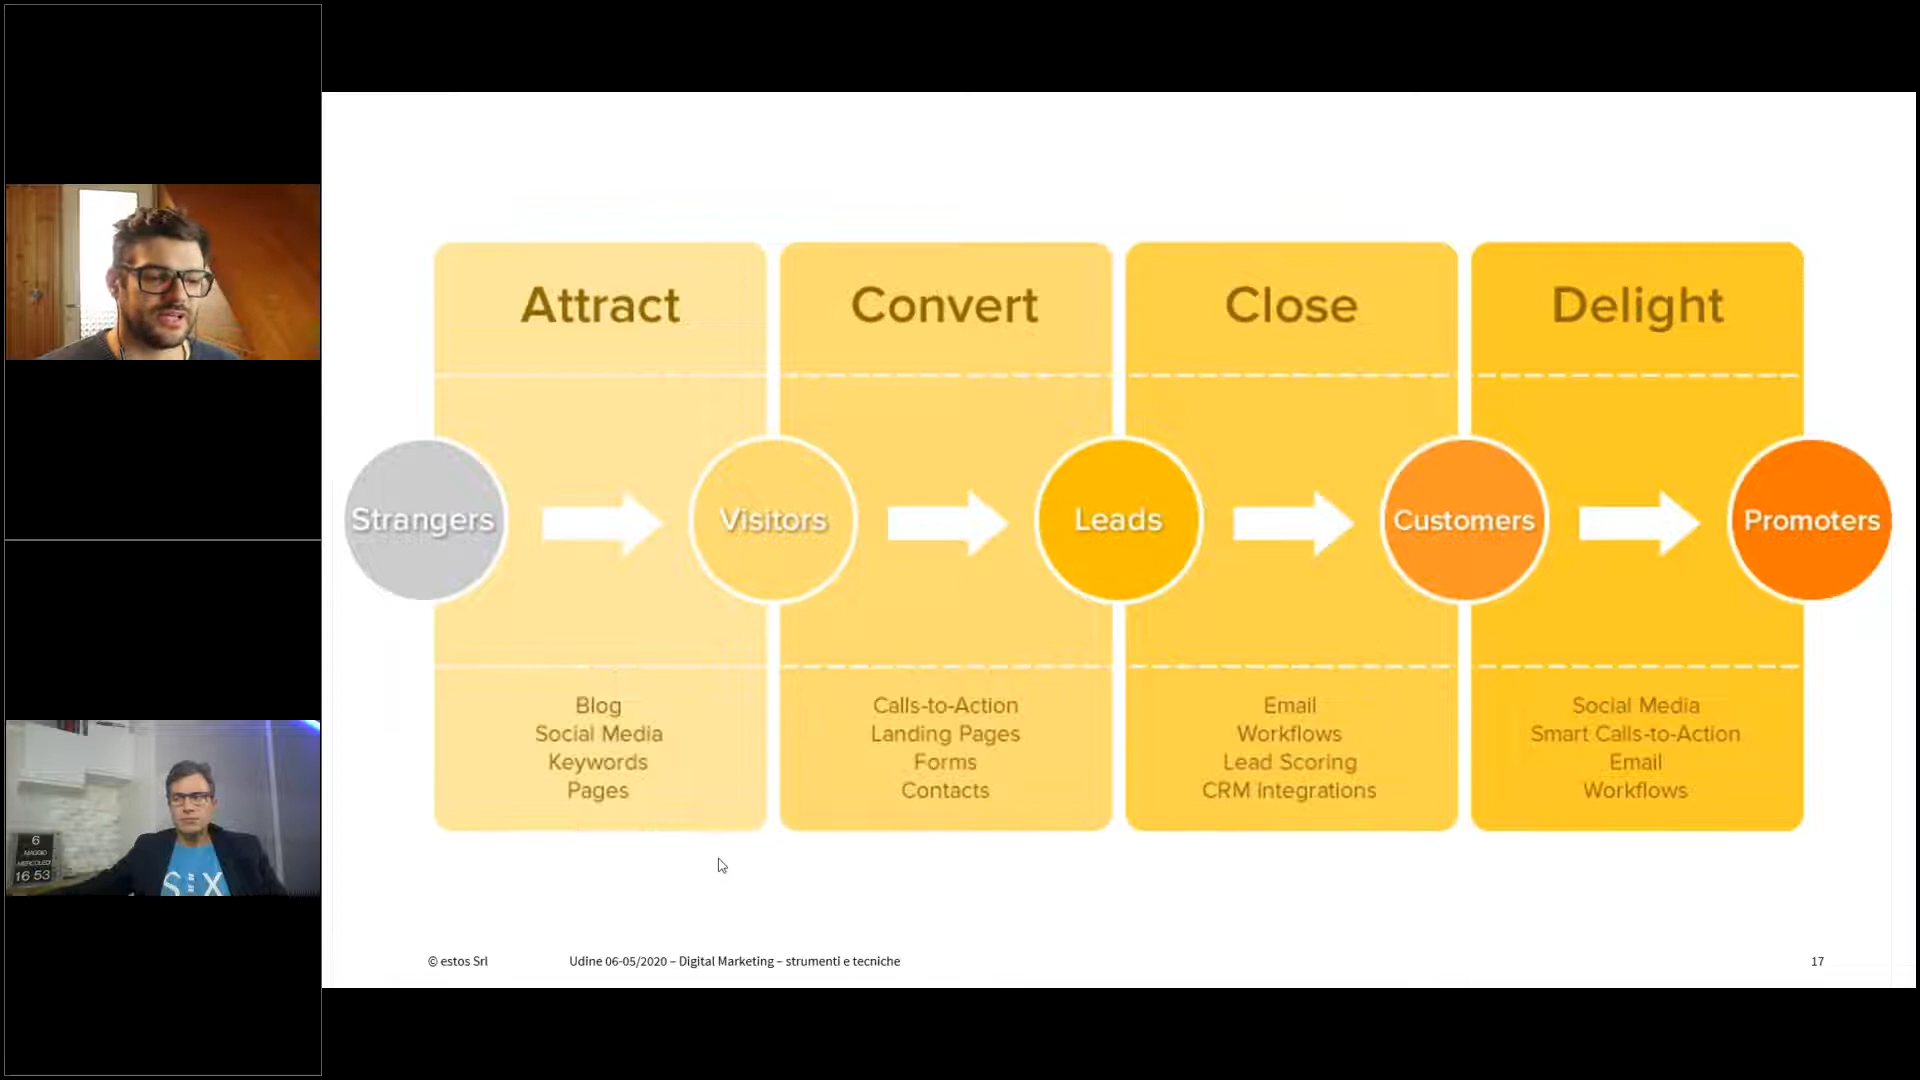 Attract
Convert
Close
Delight
Strangers
Visitors
Leads
Customers
Promoters
Blog
Social Media
Keywords
Pages
Calls-to-Action
Landing Pages
Forms
Contacts
Email
Workflows
Lead Scoring
CRM Integrations
Social Media
Smart Calls-to-Action
Email
Workflows
6
MAGGIO
MERCOLEDI'
16 53
S::X
© estos Srl
Udine 06-05/2020 – Digital Marketing – strumenti e tecniche
17